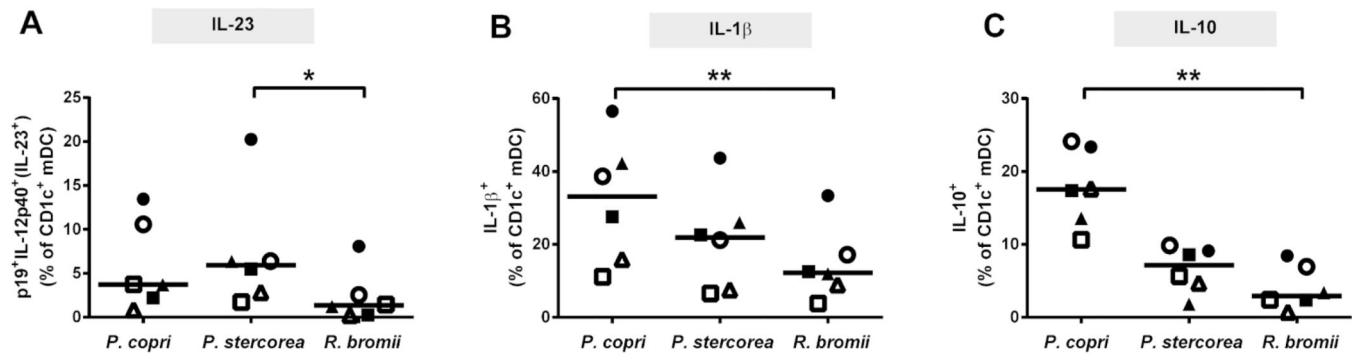 A
IL-23
p19⁺IL-12p40⁺(IL-23⁺)
(% of CD1c⁺ mDC)
25
20
15
10
5
0
*
P. copri P. stercorea R. bromii
B
IL-1β
IL-1β⁺
(% of CD1c⁺ mDC)
60
40
20
0
**
P. copri P. stercorea R. bromii
C
IL-10
IL-10⁺
(% of CD1c⁺ mDC)
30
20
10
0
**
P. copri P. stercorea R. bromii